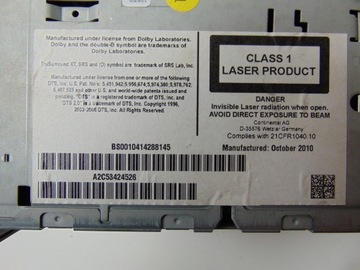 Manufactured under license from Dolby Laboratories.
Dolby and the double-D symbol are trademarks of
Dolby Laboratories.
TruSurround XT, SRS and (O) symbol are trademarks of SRS Lab, Inc.
Manufactured under license from one or more of the following
U.S. Pat. No's: 5,451,942,5,956,674,5,974,380,5,978,762,
6,487,535 and other U.S. and world-wide patents issued and
pending. "DTS" is a registered trademark of DTS, Inc. and
DTS 2.0 is a trademark of DTS, Inc. Copyright 1996,
2003-2006 DTS, Inc. All Rights Reserved.
CLASS 1
LASER PRODUCT
DANGER
Invisible Laser radiation when open.
AVOID DIRECT EXPOSURE TO BEAM
Continental AG
D-35576 Wetzlar Germany
Complies with 21CFR1040.10
BS0010414288145
Manufactured: October 2010
A2C53424526